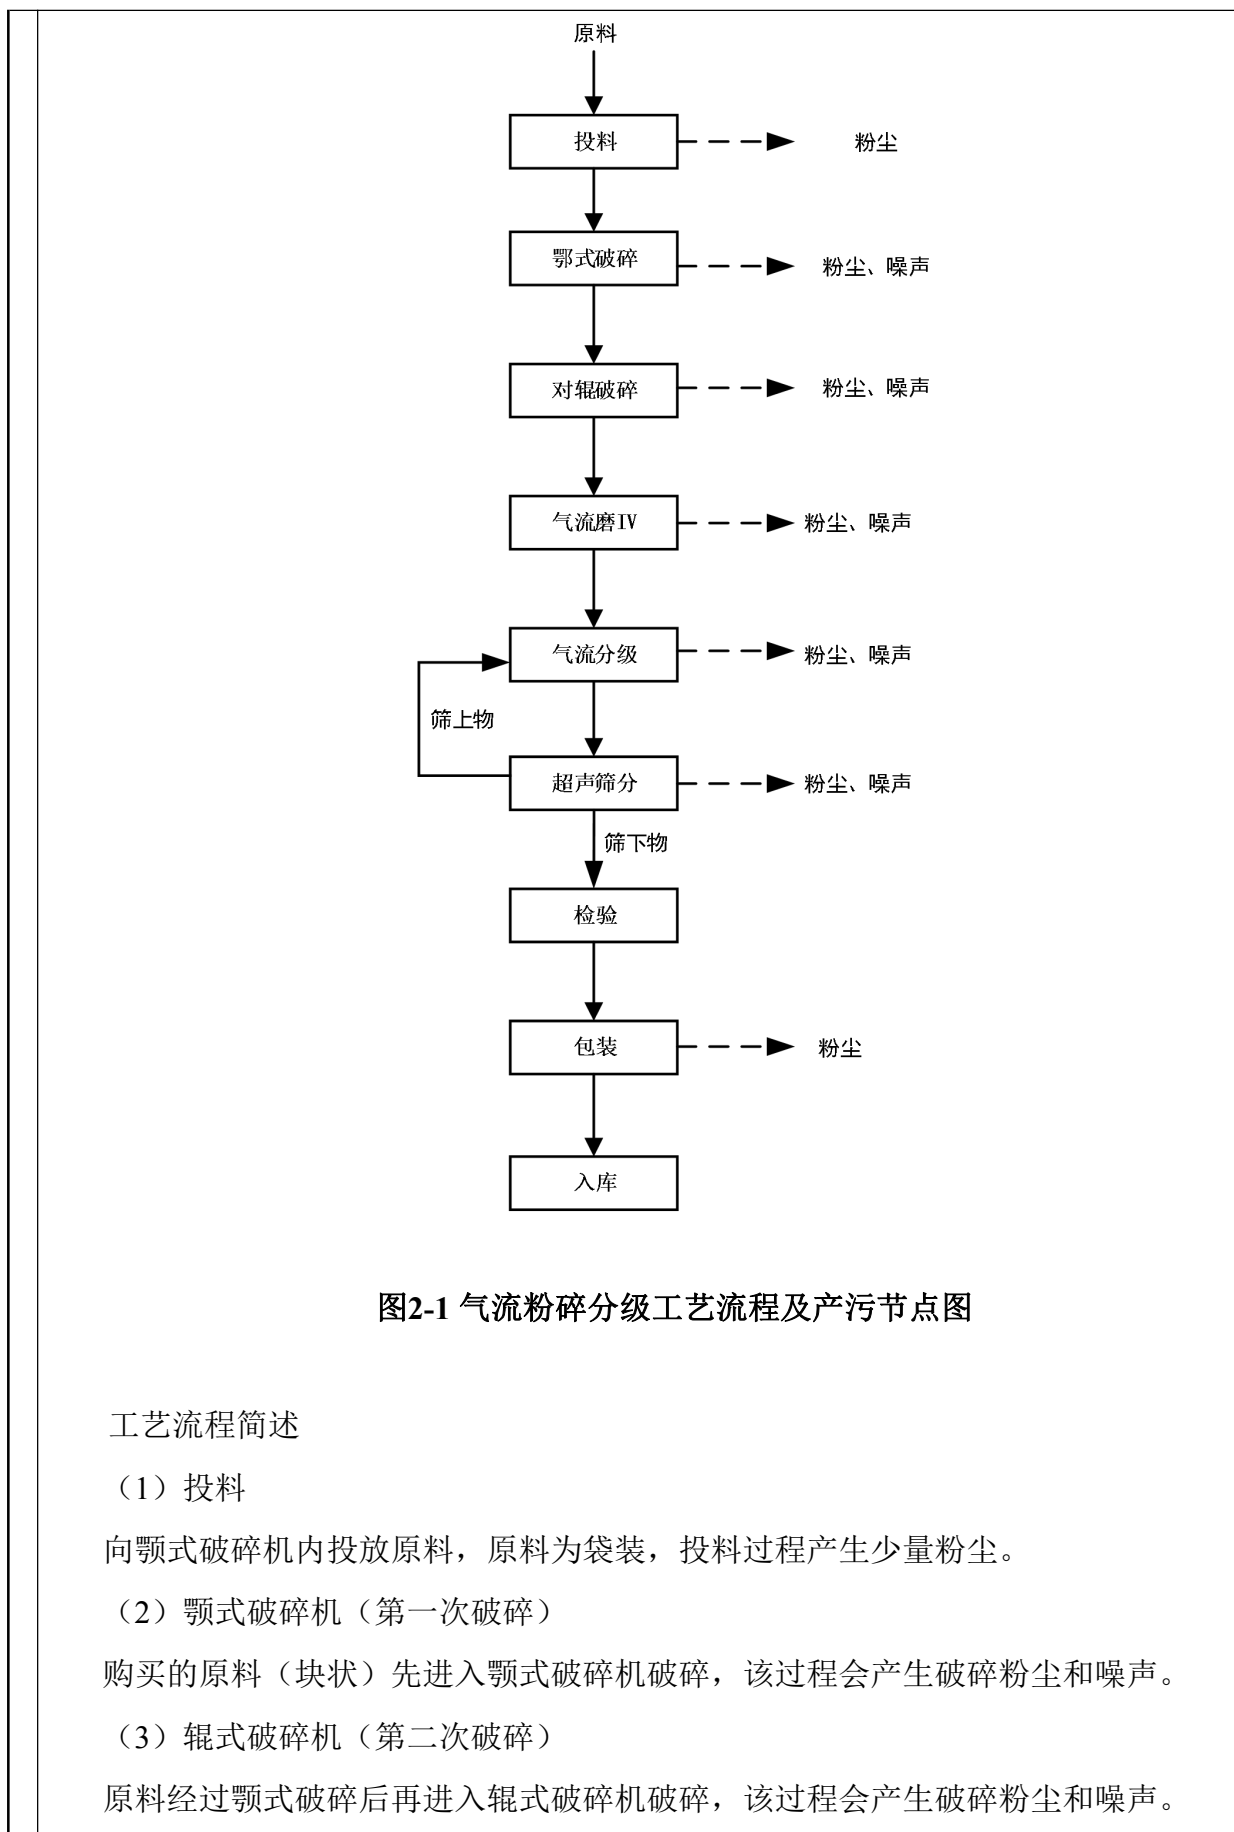 原料
投料
粉尘
鄂式破碎
粉尘、噪声
对辊破碎
粉尘、噪声
气流磨IV
粉尘、噪声
气流分级
粉尘、噪声
筛上物
超声筛分
粉尘、噪声
筛下物
检验
包装
粉尘
入库
图2-1 气流粉碎分级工艺流程及产污节点图
工艺流程简述
（1）投料
向颚式破碎机内投放原料，原料为袋装，投料过程产生少量粉尘。
（2）颚式破碎机（第一次破碎）
购买的原料（块状）先进入颚式破碎机破碎，该过程会产生破碎粉尘和噪声。
（3）辊式破碎机（第二次破碎）
原料经过颚式破碎后再进入辊式破碎机破碎，该过程会产生破碎粉尘和噪声。